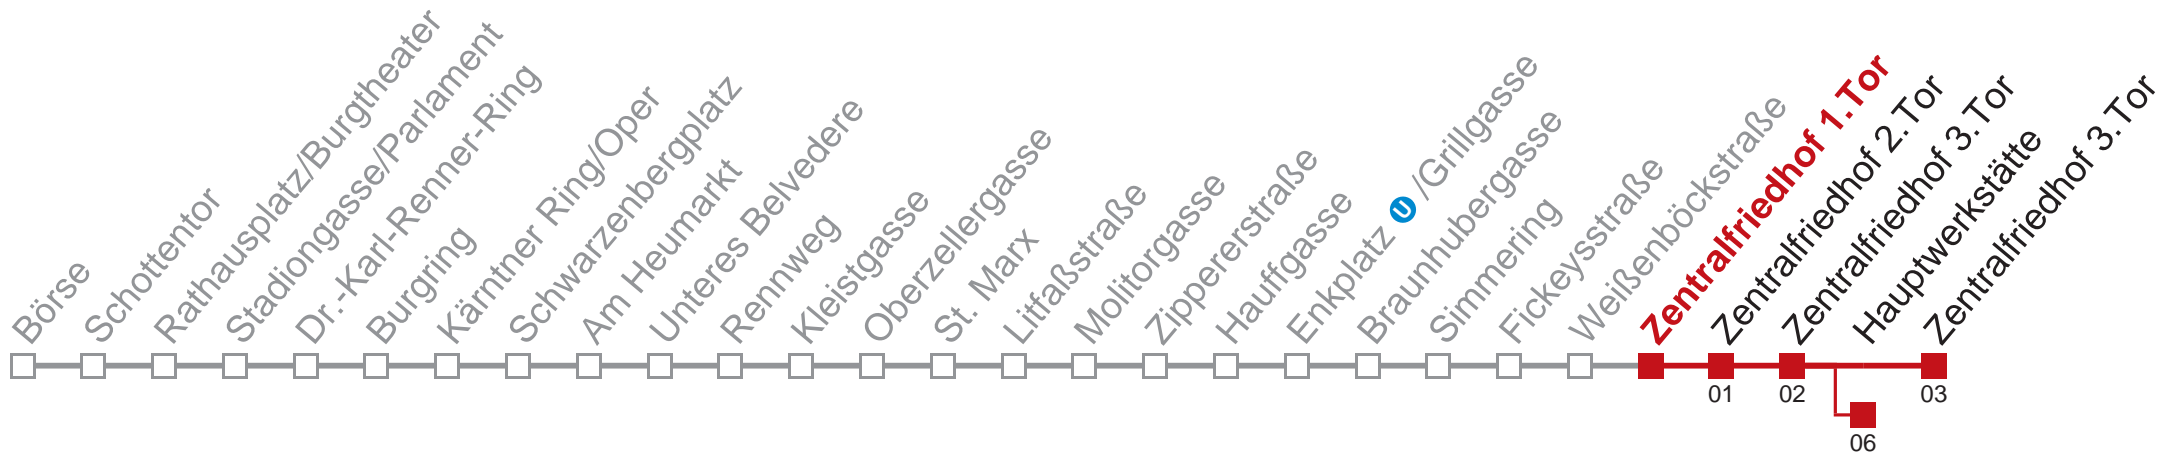 Börse
Schottentor
Rathausplatz/Burgtheater
Stadiongasse/Parlament
Dr.-Karl-Renner-Ring
Burgring
Kärntner Ring/Oper
Schwarzenbergplatz
Am Heumarkt
Unteres Belvedere
Rennweg
Kleistgasse
Oberzellergasse
St. Marx
Litfaßstraße
Molitorgasse
Zippererstraße
Hauffgasse
Enkplatz U /Grillgasse
Braunhubergasse
Simmering
Fickeysstraße
Weißenböckstraße
Zentralfriedhof 1.Tor
Zentralfriedhof 2.Tor
Zentralfriedhof 3.Tor
Hauptwerkstätte
Zentralfriedhof 3.Tor
01
02
03
06